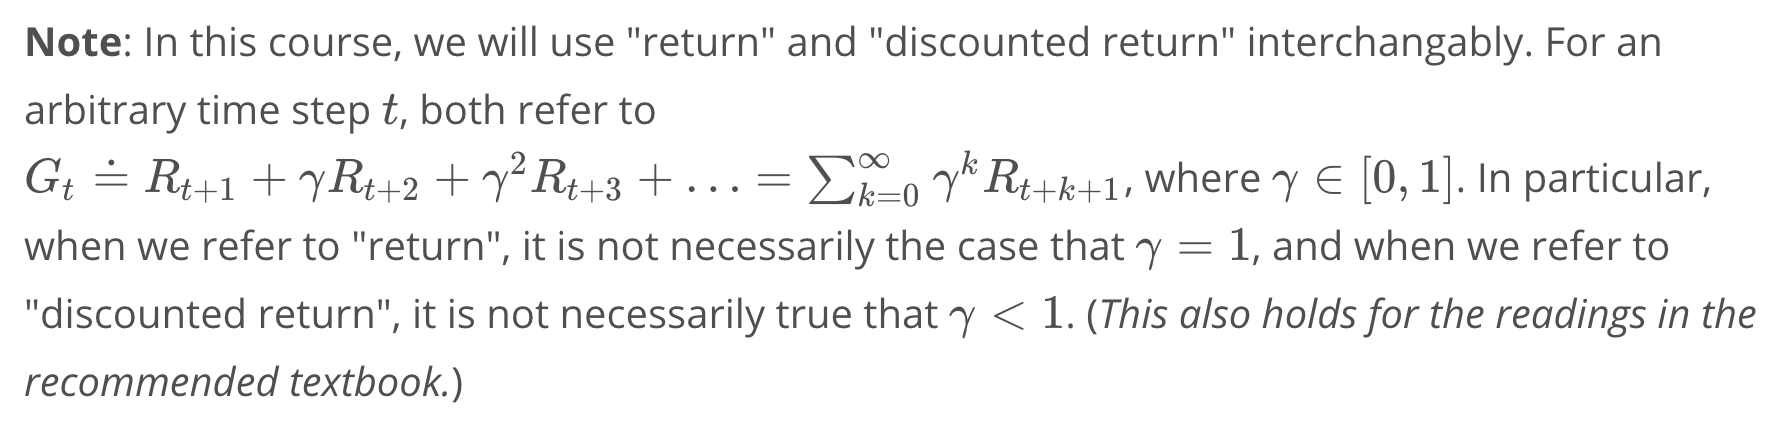 Note: In this course, we will use "return" and "discounted return" interchangably. For an
arbitrary time step t, both refer to
G_t ≐ R_{t+1} + γR_{t+2} + γ^2 R_{t+3} + … = ∑_{k=0}^∞ γ^k R_{t+k+1}, where γ ∈ [0, 1]. In particular,
when we refer to "return", it is not necessarily the case that γ = 1, and when we refer to
"discounted return", it is not necessarily true that γ < 1. (This also holds for the readings in the
recommended textbook.)